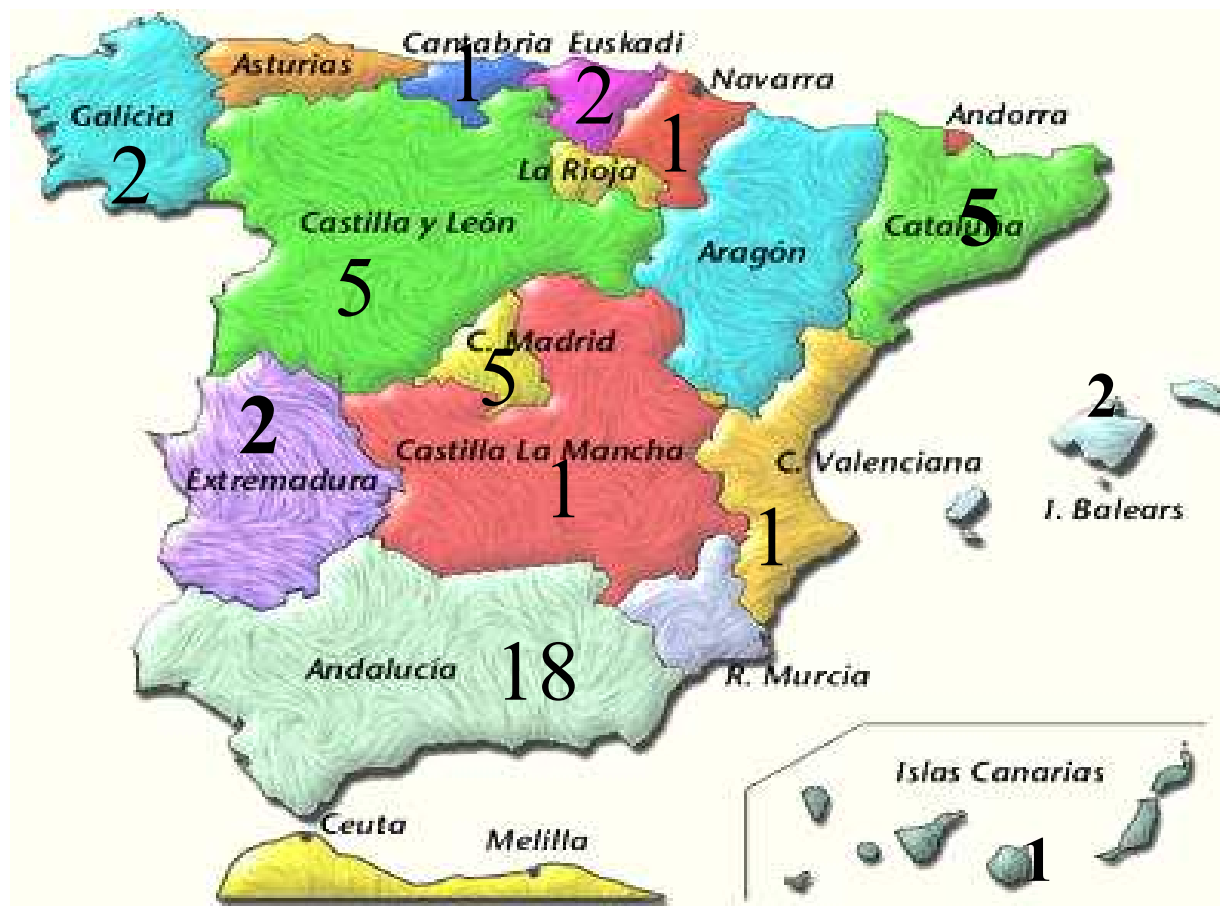 Cantabria Euskadi
Asturias
1
2
Navarra
Galicia
2
Andorra
1
La Rioja
Castilla y León
5
Cataluña
5
Aragón
C. Madrid
5
2
2
Extremadura
Castilla La Mancha
1
C. Valenciana
1
I. Balears
Andalucía
18
R. Murcia
Islas Canarias
1
Ceuta
Melilla